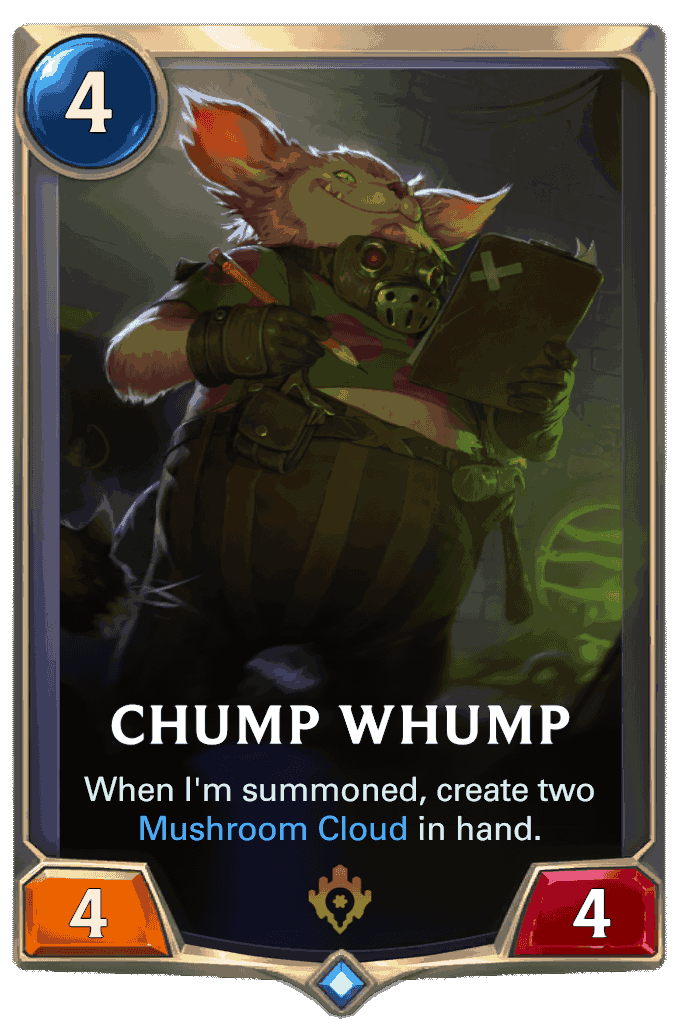 4
CHUMP WHUMP
When I'm summoned, create two
Mushroom Cloud in hand.
4 4